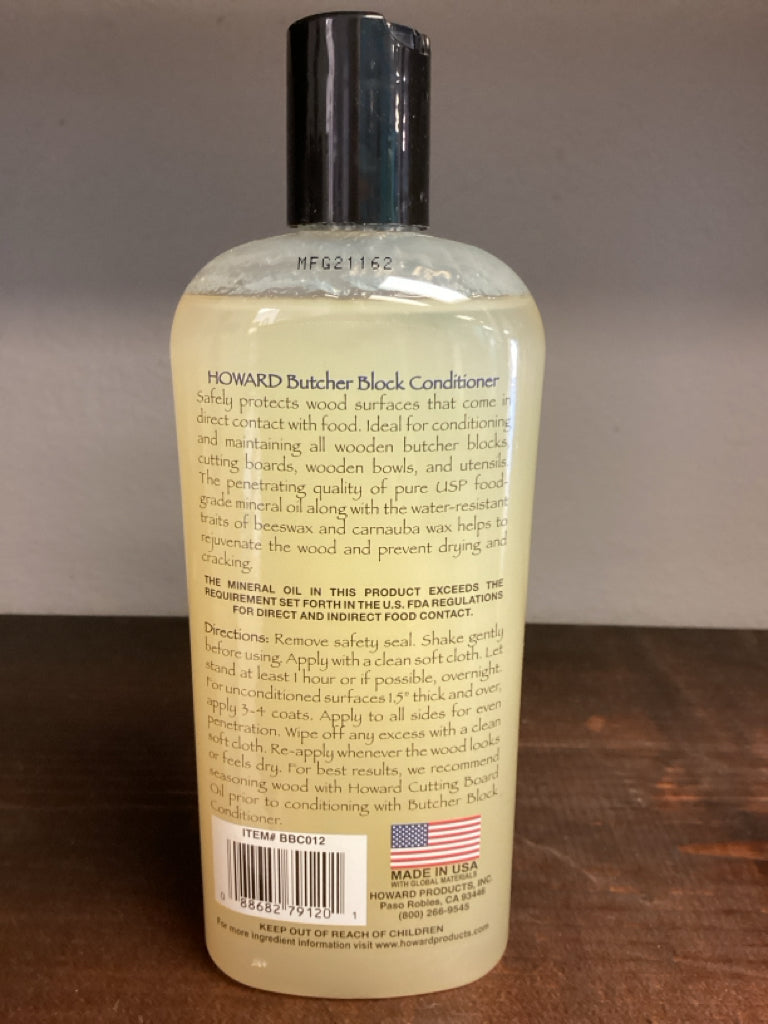 MFG21162
HOWARD Butcher Block Conditioner
Safely protects wood surfaces that come in
direct contact with food. Ideal for conditioning
and maintaining all wooden butcher blocks,
cutting boards, wooden bowls, and utensils.
The penetrating quality of pure USP food-
grade mineral oil along with the water-resistant
traits of beeswax and carnauba wax helps to
rejuvenate the wood and prevent drying and
cracking.
THE MINERAL OIL IN THIS PRODUCT EXCEEDS THE
REQUIREMENT SET FORTH IN THE U.S. FDA REGULATIONS
FOR DIRECT AND INDIRECT FOOD CONTACT.
Directions: Remove safety seal. Shake gently
before using. Apply with a clean soft cloth. Let
stand at least 1 hour or if possible, overnight.
For unconditioned surfaces 1.5" thick and over,
apply 3-4 coats. Apply to all sides for even
penetration. Wipe off any excess with a clean
soft cloth. Re-apply whenever the wood looks
or feels dry. For best results, we recommend
seasoning wood with Howard Cutting Board
Oil prior to conditioning with Butcher Block
Conditioner.
ITEM# BBC012
0 88682 79120 1
MADE IN USA
WITH GLOBAL MATERIALS
HOWARD PRODUCTS, INC.
Paso Robles, CA 93446
(800) 266-9545
KEEP OUT OF REACH OF CHILDREN
For more ingredient information visit www.howardproducts.com